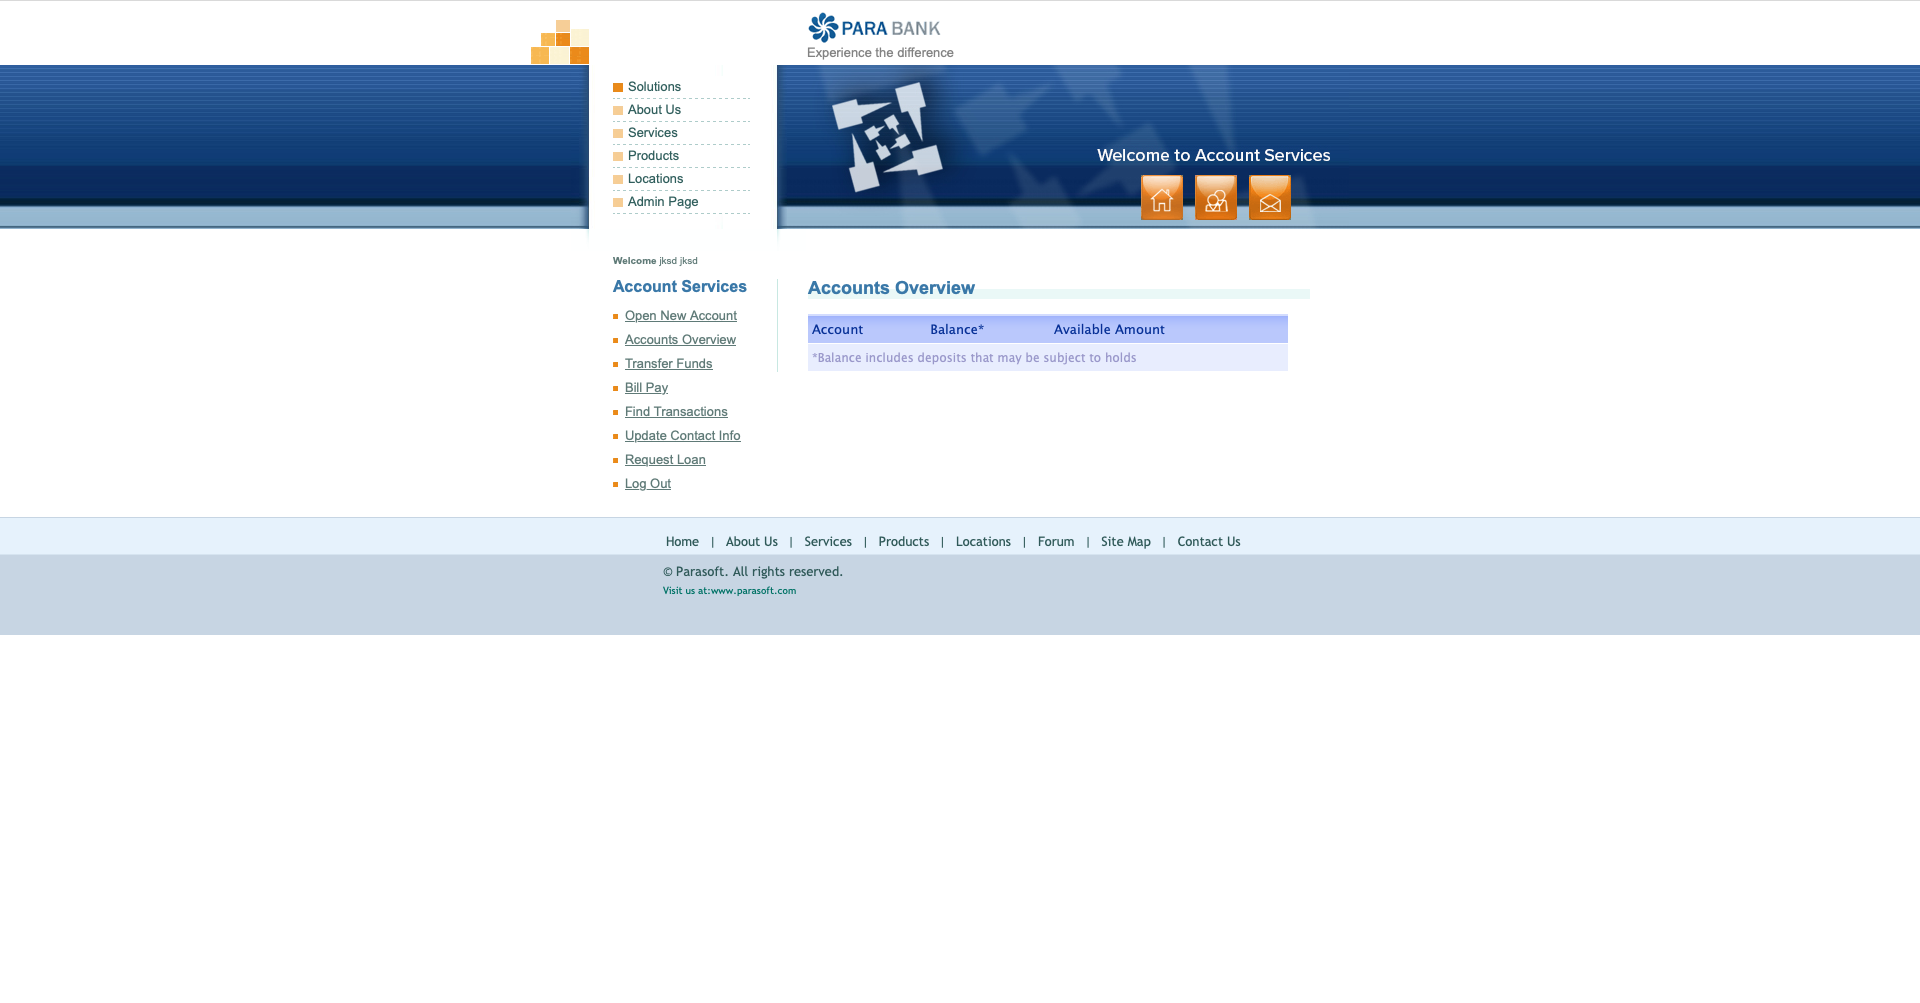 PARA BANK
Experience the difference
Solutions
About Us
Services
Products
Locations
Admin Page
Welcome to Account Services
Welcome jksd jksd
Account Services
Open New Account
Accounts Overview
Transfer Funds
Bill Pay
Find Transactions
Update Contact Info
Request Loan
Log Out
Accounts Overview
Account Balance* Available Amount
*Balance includes deposits that may be subject to holds
Home | About Us | Services | Products | Locations | Forum | Site Map | Contact Us
© Parasoft. All rights reserved.
Visit us at:www.parasoft.com